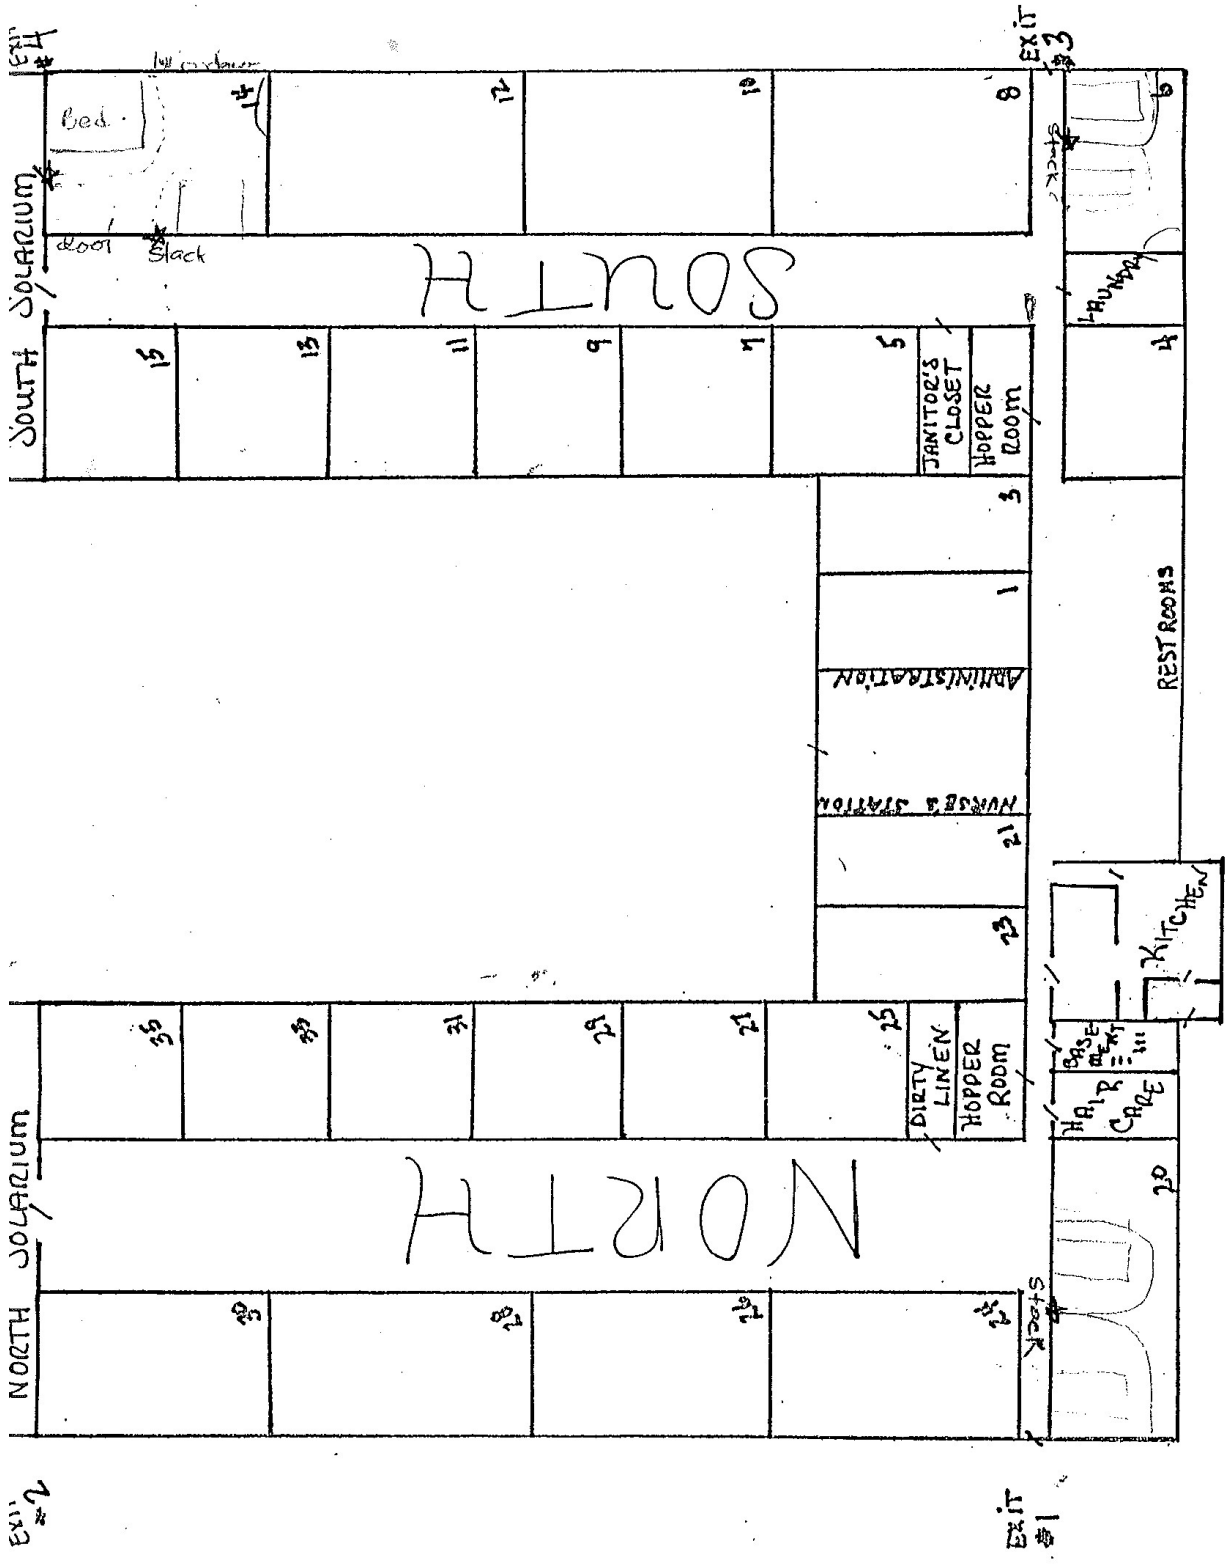 EXIT
#4
SOUTH SOLARIUM
Windows
Bed
door
Stack
14
12
10
8
EXIT
#3
SOUTH
Stack
6
LAUNDRY
4
15
13
11
9
7
5
JANITOR'S
CLOSET
HOPPER
ROOM
3
1
ADMINISTRATION
NURSE'S STATION
21
23
RESTROOMS
KITCHEN
BASE
MENT
HAIR
CARE
20
35
33
31
29
27
25
DIRTY
LINEN
HOPPER
ROOM
NORTH SOLARIUM
NORTH
30
28
26
24
Stack
EXIT
#2
EXIT
#1